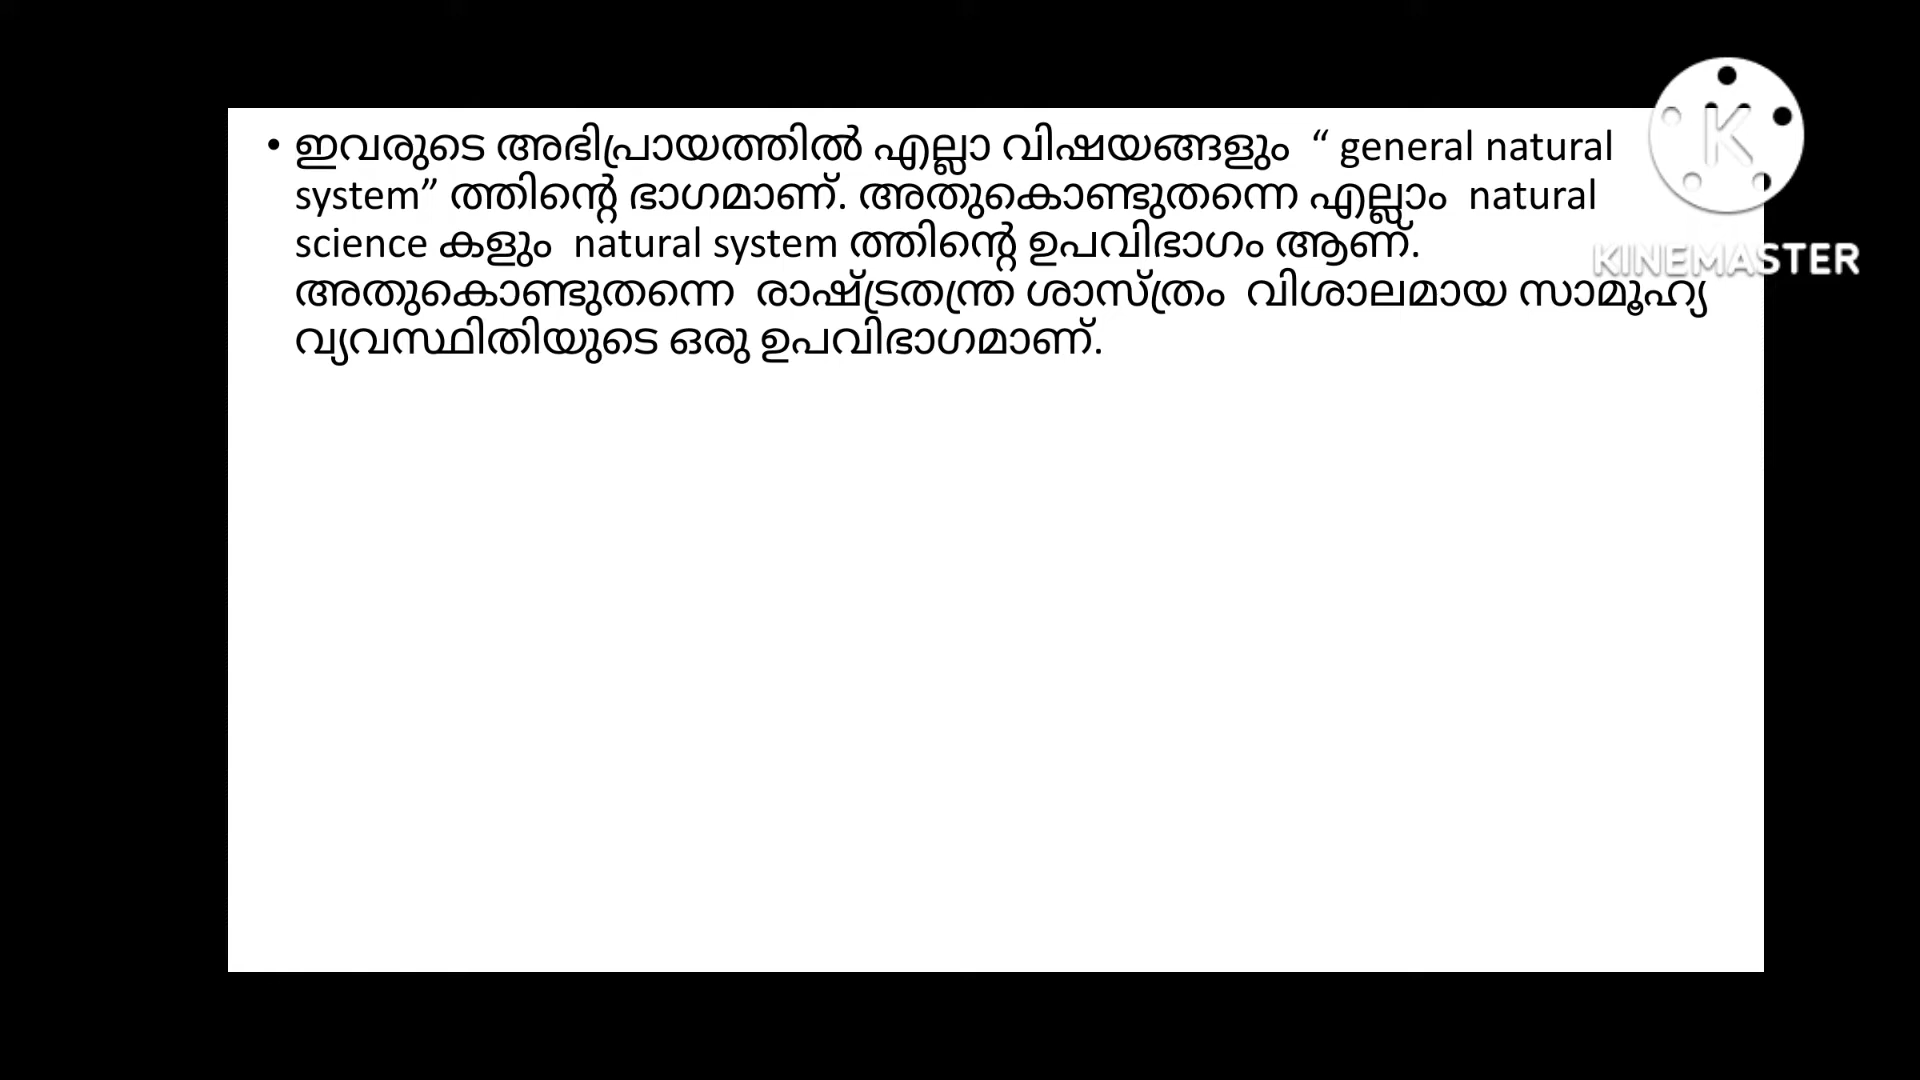 • ഇവരുടെ അഭിപ്രായത്തിൽ എല്ലാ വിഷയങ്ങളും “ general natural
system” ത്തിന്റെ ഭാഗമാണ്. അതുകൊണ്ടുതന്നെ എല്ലാം natural
science കളും natural system ത്തിന്റെ ഉപവിഭാഗം ആണ്.
അതുകൊണ്ടുതന്നെ രാഷ്ട്രതന്ത്ര ശാസ്ത്രം വിശാലമായ സാമൂഹ്യ
വ്യവസ്ഥിതിയുടെ ഒരു ഉപവിഭാഗമാണ്.
K
KINEMASTER